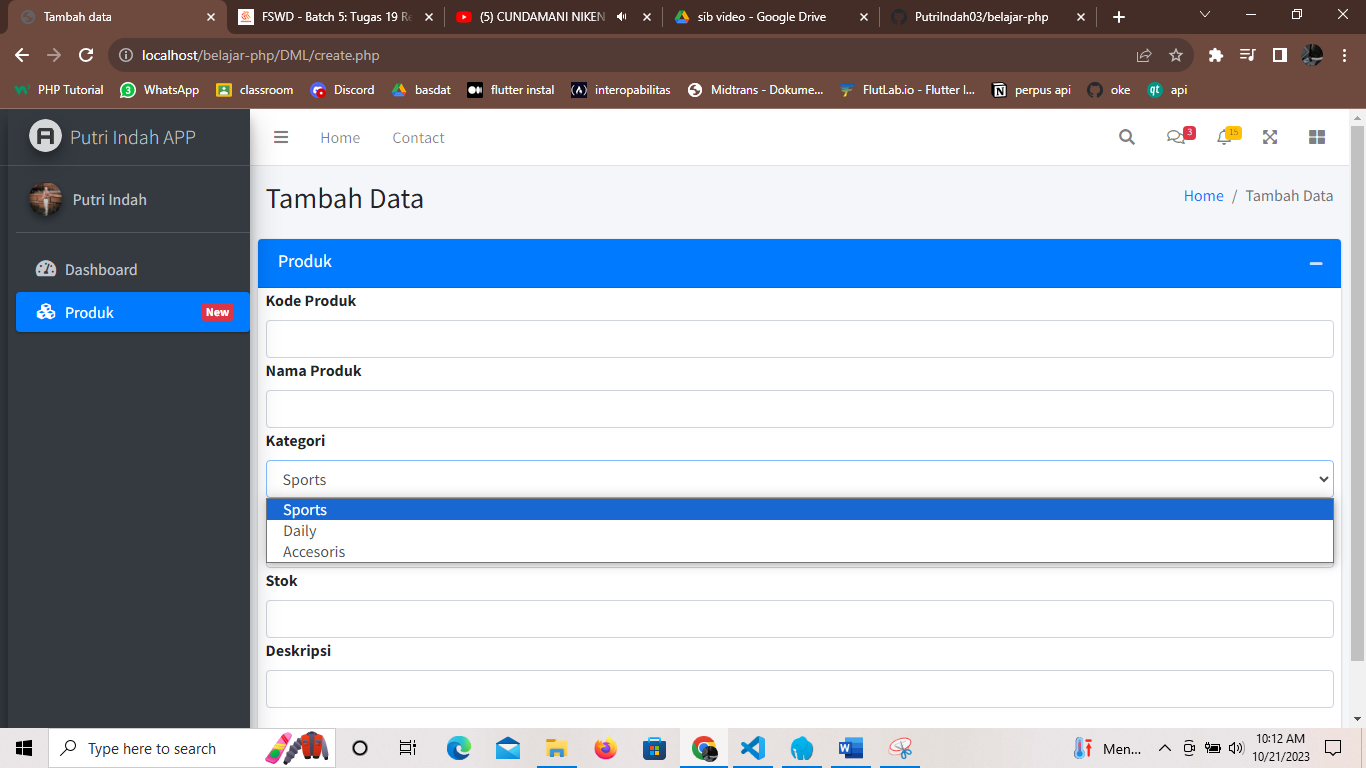 Tambah data
FSWD - Batch 5: Tugas 19 Re
(5) CUNDAMANI NIKEN
sib video - Google Drive
PutriIndah03/belajar-php
localhost/belajar-php/DML/create.php
PHP Tutorial
WhatsApp
classroom
Discord
basdat
flutter instal
interopabilitas
Midtrans - Dokume...
FlutLab.io - Flutter I...
perpus api
oke
api
Putri Indah APP
Home
Contact
3
15
Putri Indah
Tambah Data
Home / Tambah Data
Dashboard
Produk
New
Produk
Kode Produk
Nama Produk
Kategori
Sports
Sports
Daily
Accesoris
Stok
Deskripsi
Type here to search
Men...
10:12 AM
10/21/2023